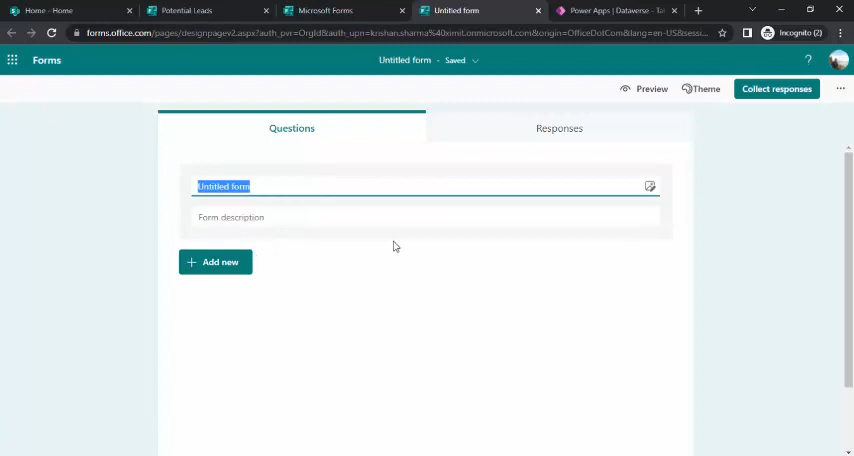 Home - Home
Potential Leads
Microsoft Forms
Untitled form
Power Apps | Dataverse - Tal
forms.office.com/pages/designpagev2.aspx?auth_pvr=OrgId&auth_upn=krishan.sharma%40ximit.onmicrosoft.com&origin=OfficeDotCom&lang=en-US&sessi...
Incognito (2)
Forms
Untitled form - Saved
?
Preview
Theme
Collect responses
Questions
Responses
Untitled form
Form description
+ Add new